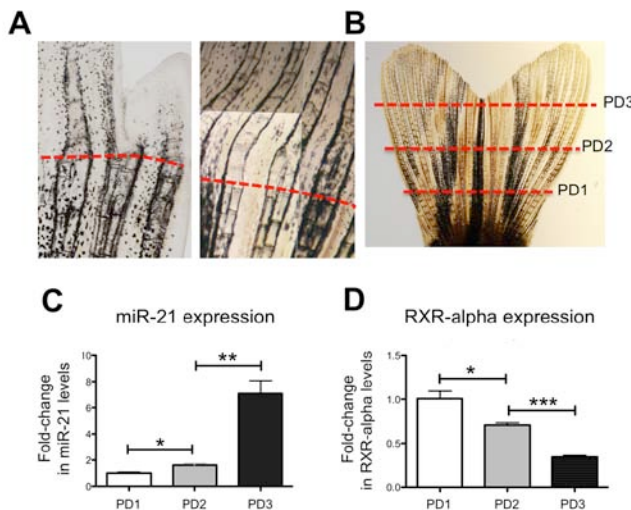 A
B
PD3
PD2
PD1
C
miR-21 expression
Fold-change
in miR-21 levels
8
6
4
2
0
*
**
PD1 PD2 PD3
D
RXR-alpha expression
Fold-change
in RXR-alpha levels
1.5
1.0
0.5
0.0
*
***
PD1 PD2 PD3